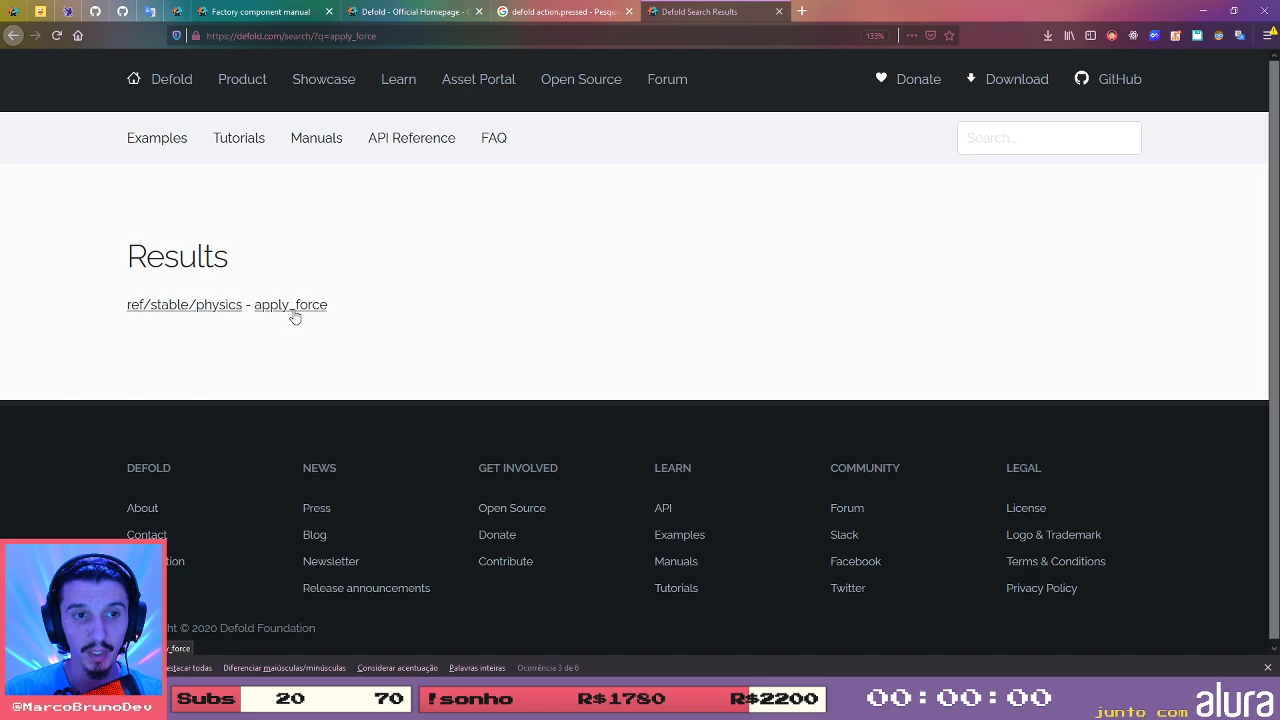 Factory component manual
Defold - Official Homepage - C
defold action.pressed - Pesqui
Defold Search Results
https://defold.com/search/?q=apply_force
133%
Defold
Product
Showcase
Learn
Asset Portal
Open Source
Forum
Donate
Download
GitHub
Examples
Tutorials
Manuals
API Reference
FAQ
Search...
Results
ref/stable/physics - apply_force
DEFOLD
NEWS
GET INVOLVED
LEARN
COMMUNITY
LEGAL
About
Press
Open Source
API
Forum
License
Contact
Blog
Donate
Examples
Slack
Logo & Trademark
tion
Newsletter
Contribute
Manuals
Facebook
Terms & Conditions
Release announcements
Tutorials
Twitter
Privacy Policy
ht © 2020 Defold Foundation
y_force
estacar todas
Diferenciar maiúsculas/minúsculas
Considerar acentuação
Palavras inteiras
Ocorrência 3 de 6
@MarcoBrunoDev
Subs 20 70
!sonho R$1780 R$2200
00:00:00
junto com alura